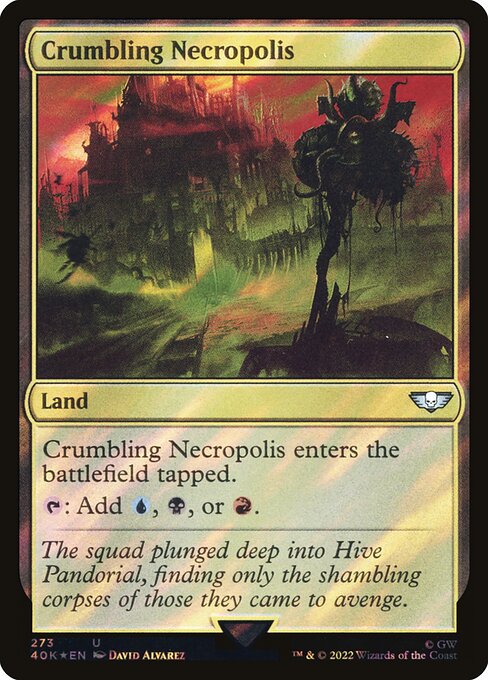 Crumbling Necropolis
Land
Crumbling Necropolis enters the
battlefield tapped.
: Add , , or .
The squad plunged deep into Hive
Pandorial, finding only the shambling
corpses of those they came to avenge.
273 U © GW
40K★EN DAVID ALVAREZ ™ & © 2022 Wizards of the Coast